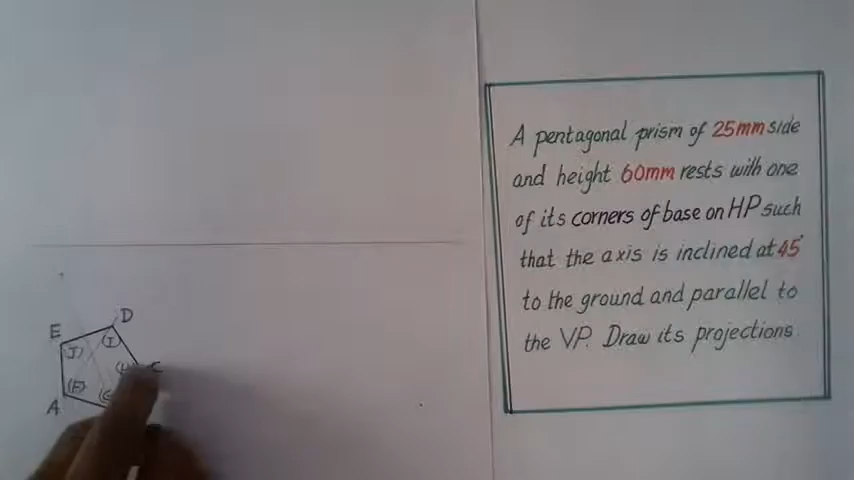 A pentagonal prism of 25mm side
and height 60mm rests with one
of its corners of base on HP such
that the axis is inclined at 45°
to the ground and parallel to
the VP. Draw its projections
D
E
(I)
(J)
C
(F)
A